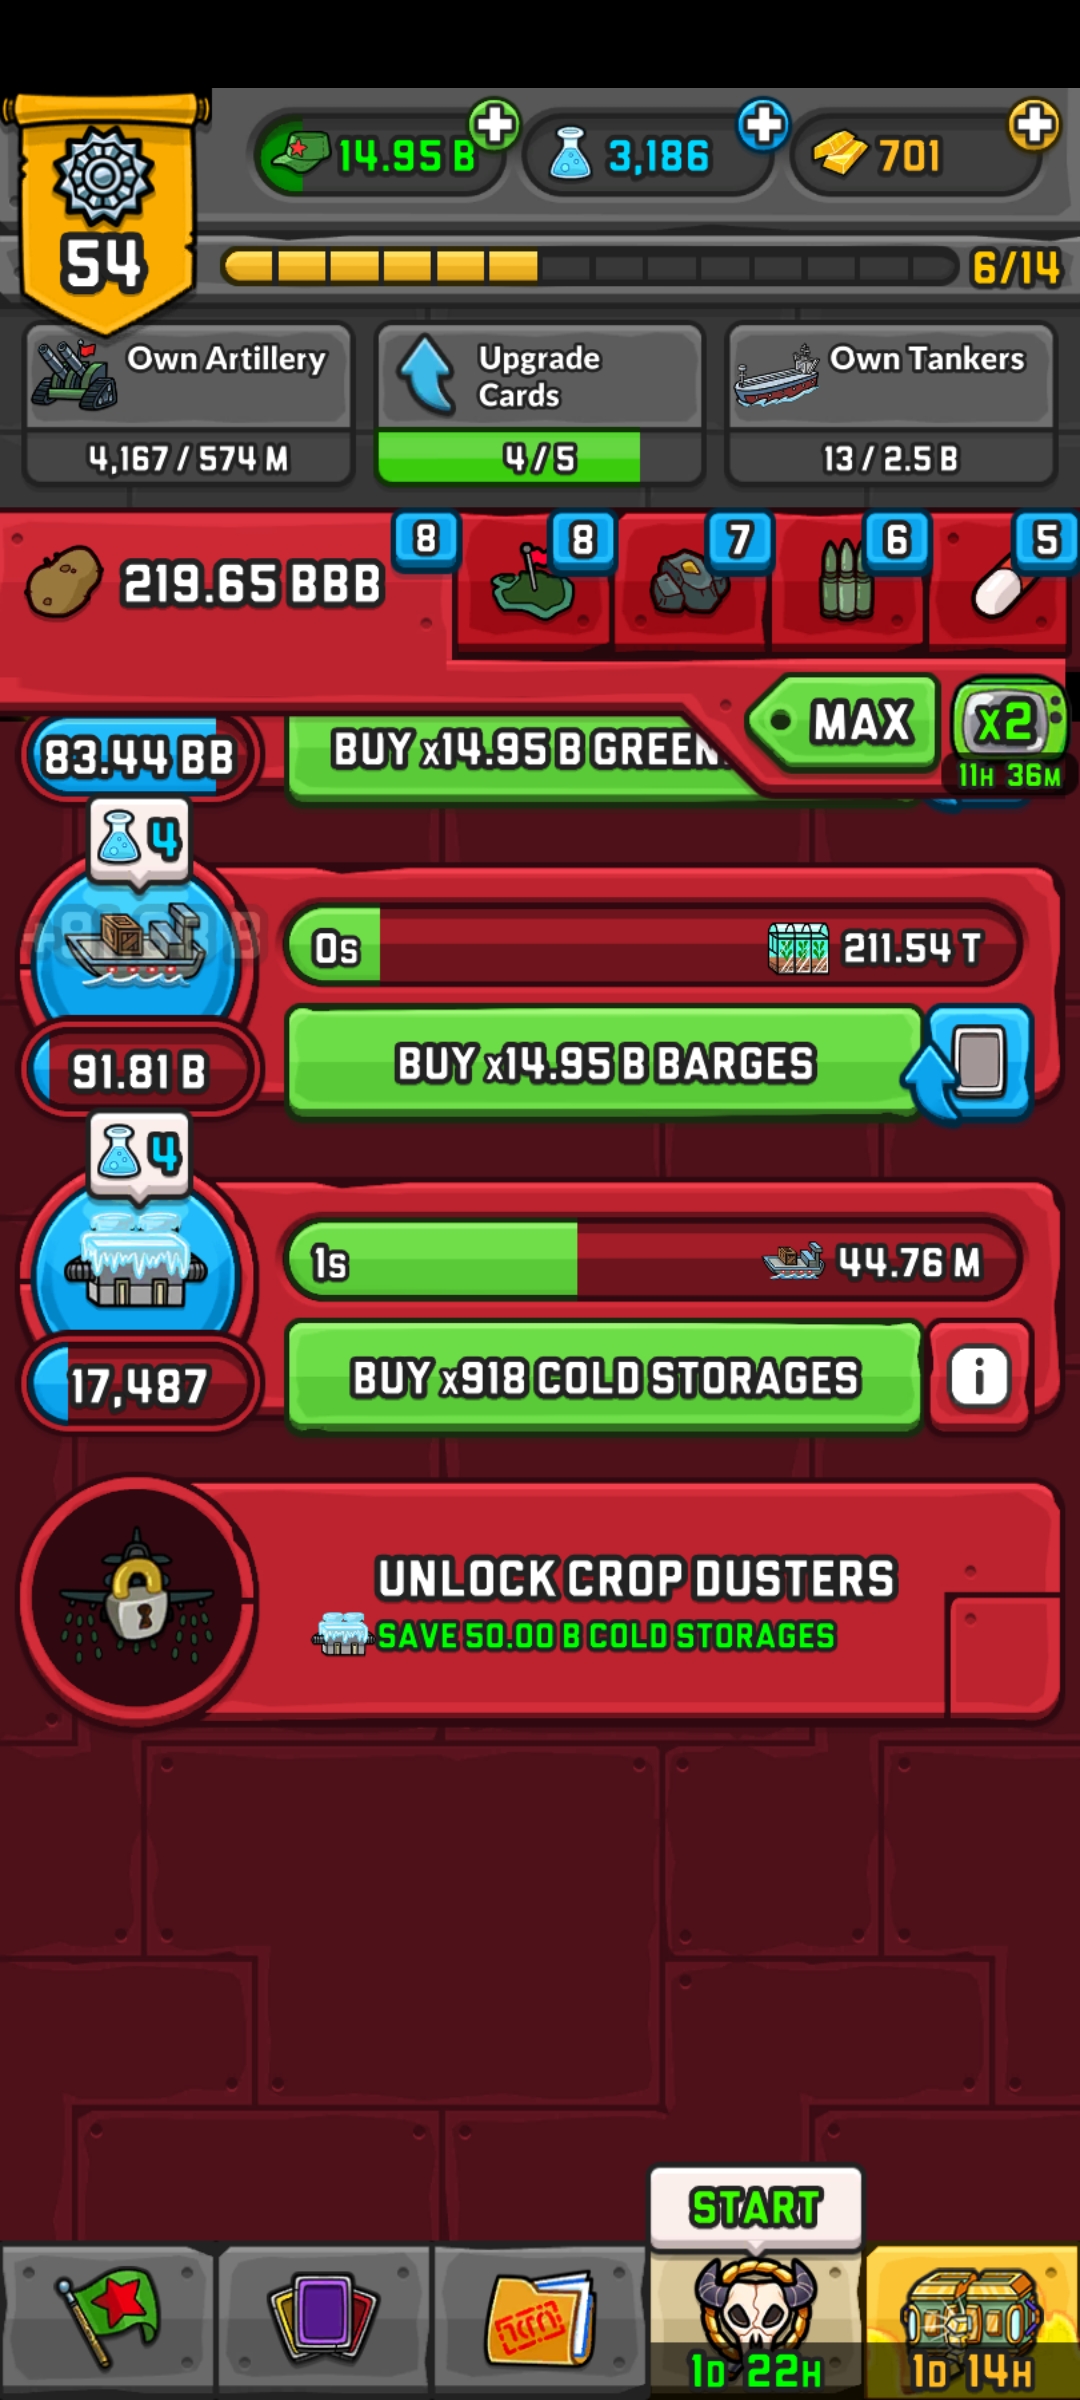 14.95 B
3,186
701
54
6/14
Own Artillery
4,167 / 574 M
Upgrade
Cards
4 / 5
Own Tankers
13 / 2.5 B
219.65 BBB
8
8
7
6
5
MAX
x2
11H 36M
83.44 BB
BUY x14.95 B GREEN
4
0s
211.54 T
91.81 B
BUY x14.95 B BARGES
4
1s
44.76 M
17,487
BUY x918 COLD STORAGES
i
UNLOCK CROP DUSTERS
SAVE 50.00 B COLD STORAGES
START
1D 22H
1D 14H